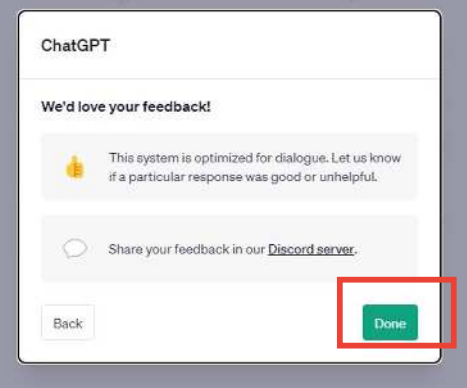 ChatGPT
We'd love your feedback!
This system is optimized for dialogue. Let us know
if a particular response was good or unhelpful.
Share your feedback in our Discord server.
Back
Done